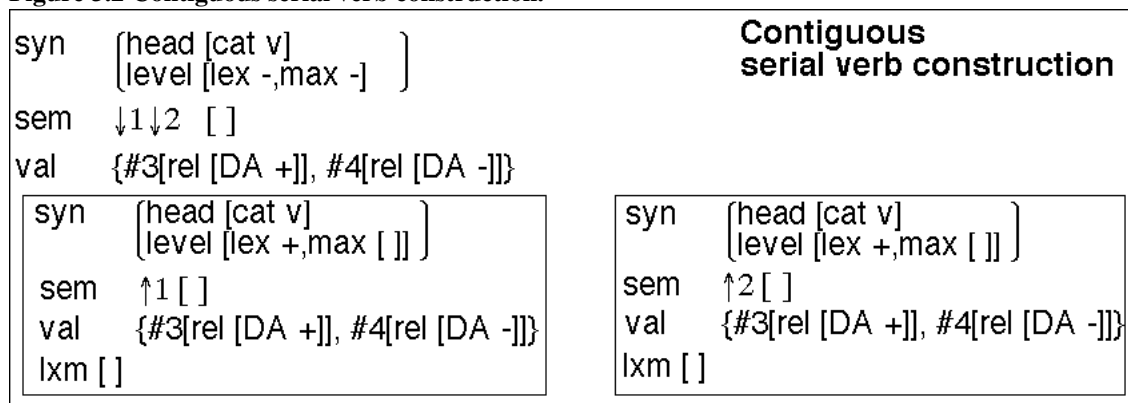 Figure Contiguous serial verb construction.
Contiguous
serial verb construction
syn head [cat v]
level [lex -,max -]
sem ↓1↓2 [ ]
val {#3[rel [DA +]], #4[rel [DA -]]}
syn head [cat v]
level [lex +,max [ ]]
sem ↑1 [ ]
val {#3[rel [DA +]], #4[rel [DA -]]}
lxm [ ]
syn head [cat v]
level [lex +,max [ ]]
sem ↑2 [ ]
val {#3[rel [DA +]], #4[rel [DA -]]}
lxm [ ]